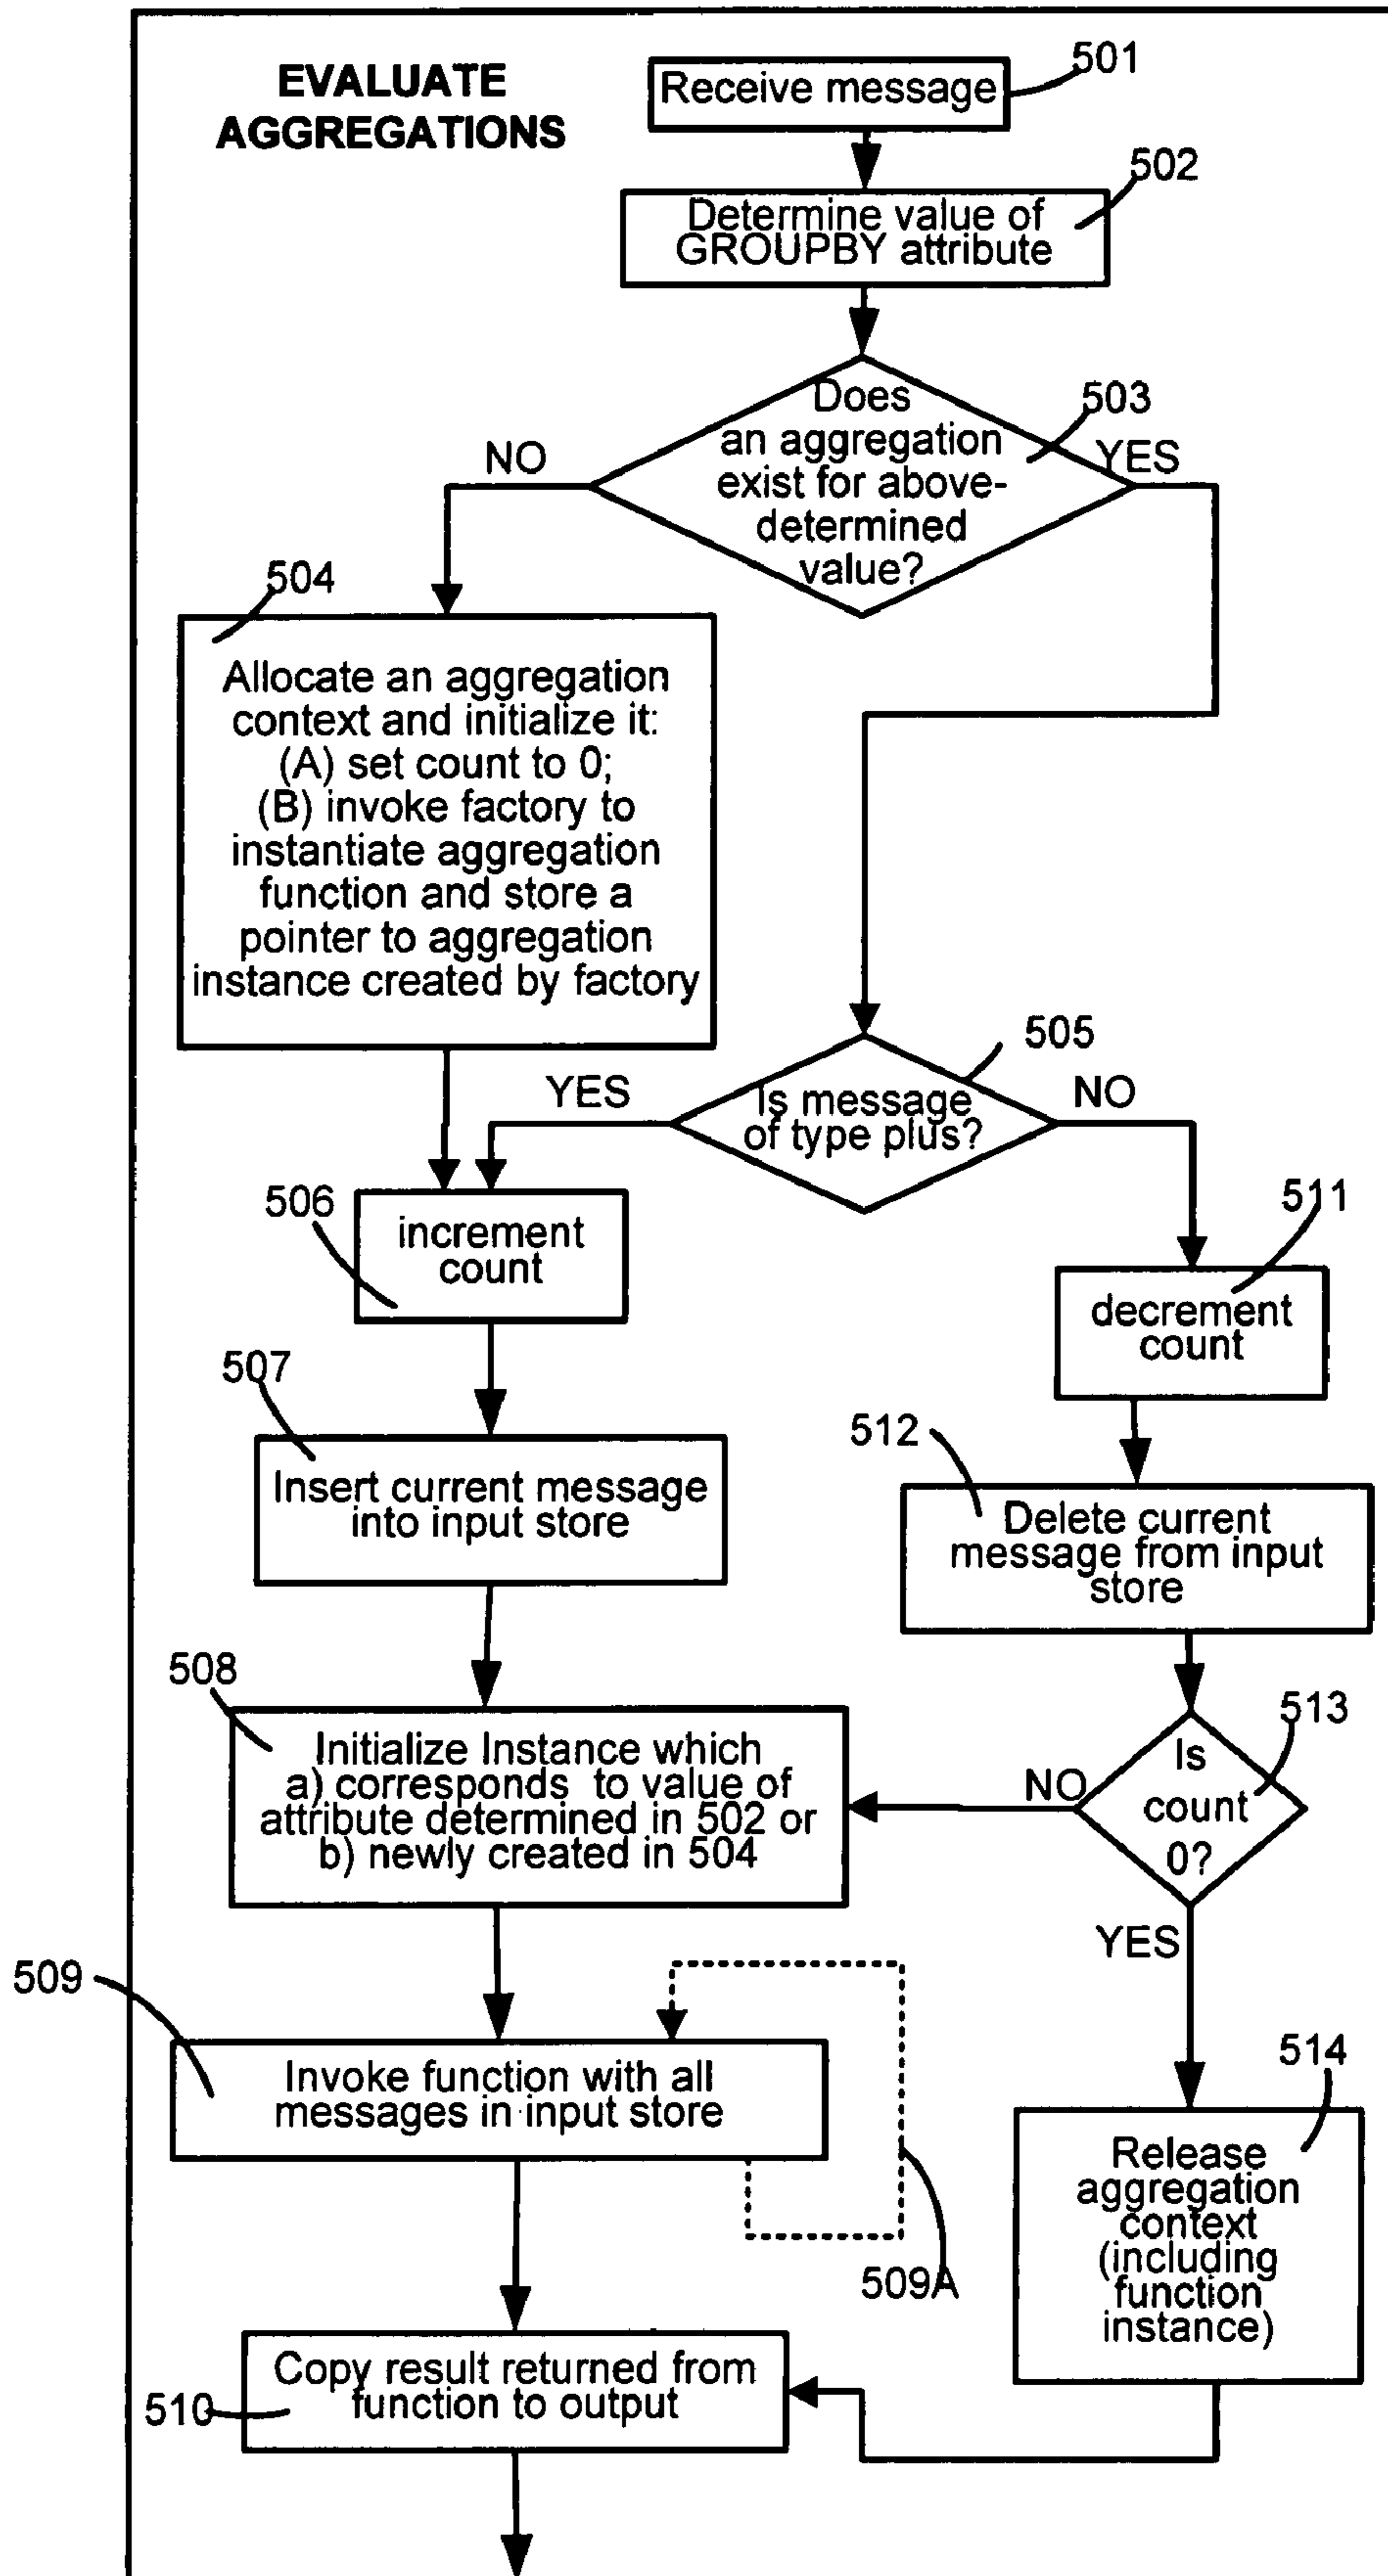 EVALUATE
AGGREGATIONS
501
Receive message
502
Determine value of
GROUPBY attribute
503
Does
an aggregation
exist for above-
determined
value?
NO
YES
504
Allocate an aggregation
context and initialize it:
(A) set count to 0;
(B) invoke factory to
instantiate aggregation
function and store a
pointer to aggregation
instance created by factory
505
Is message
of type plus?
YES
NO
506
increment
count
511
decrement
count
507
Insert current message
into input store
512
Delete current
message from input
store
508
Initialize Instance which
a) corresponds to value of
attribute determined in 502 or
b) newly created in 504
513
Is
count
0?
NO
YES
509
Invoke function with all
messages in input store
509A
514
Release
aggregation
context
(including
function
instance)
Copy result returned from
function to output
510